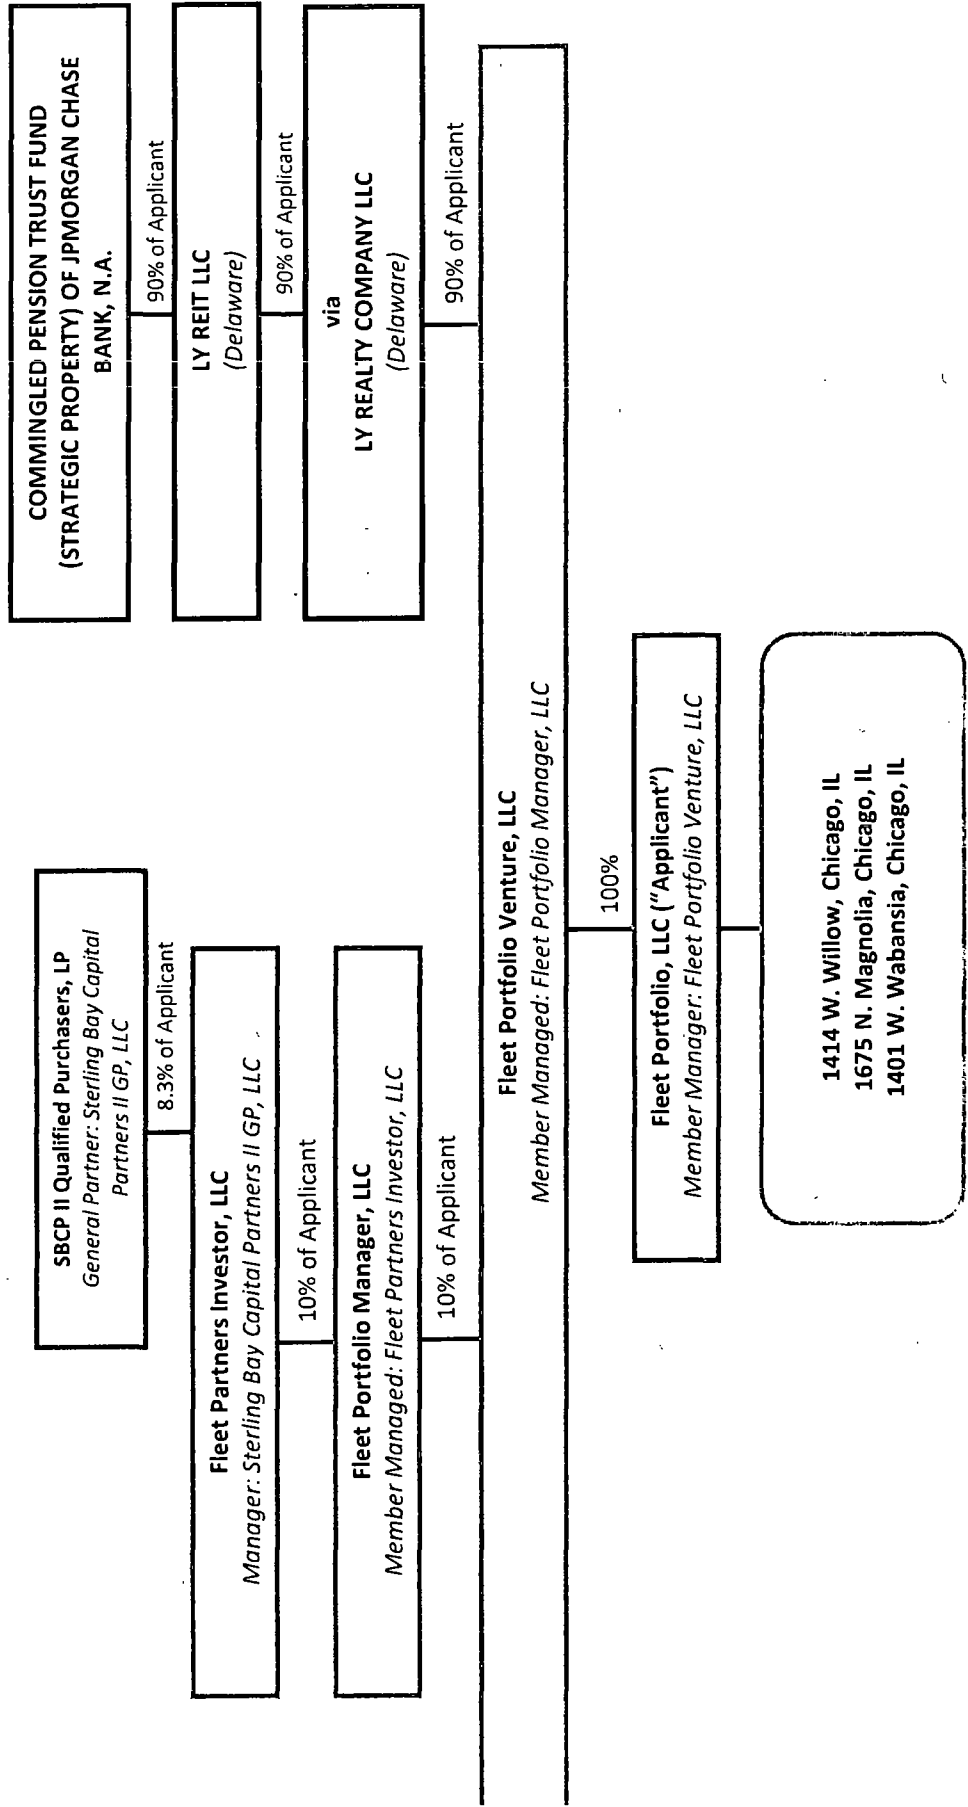 SBCP II Qualified Purchasers, LP
General Partner: Sterling Bay Capital
Partners II GP, LLC
8.3% of Applicant
Fleet Partners Investor, LLC
Manager: Sterling Bay Capital Partners II GP, LLC
10% of Applicant
Fleet Portfolio Manager, LLC
Member Managed: Fleet Partners Investor, LLC
10% of Applicant
COMMINGLED PENSION TRUST FUND
(STRATEGIC PROPERTY) OF JPMORGAN CHASE
BANK, N.A.
90% of Applicant
LY REIT LLC
(Delaware)
90% of Applicant
via
LY REALTY COMPANY LLC
(Delaware)
90% of Applicant
Fleet Portfolio Venture, LLC
Member Managed: Fleet Portfolio Manager, LLC
100%
Fleet Portfolio, LLC (“Applicant”)
Member Manager: Fleet Portfolio Venture, LLC
1414 W. Willow, Chicago, IL
1675 N. Magnolia, Chicago, IL
1401 W. Wabansia, Chicago, IL